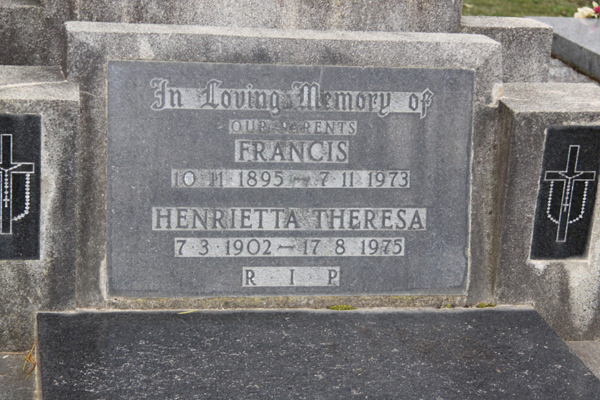 In Loving Memory of
OUR PARENTS
FRANCIS
10 11 1895 ~ 7 11 1973
HENRIETTA THERESA
7 3 1902 ~ 17 8 1975
R I P